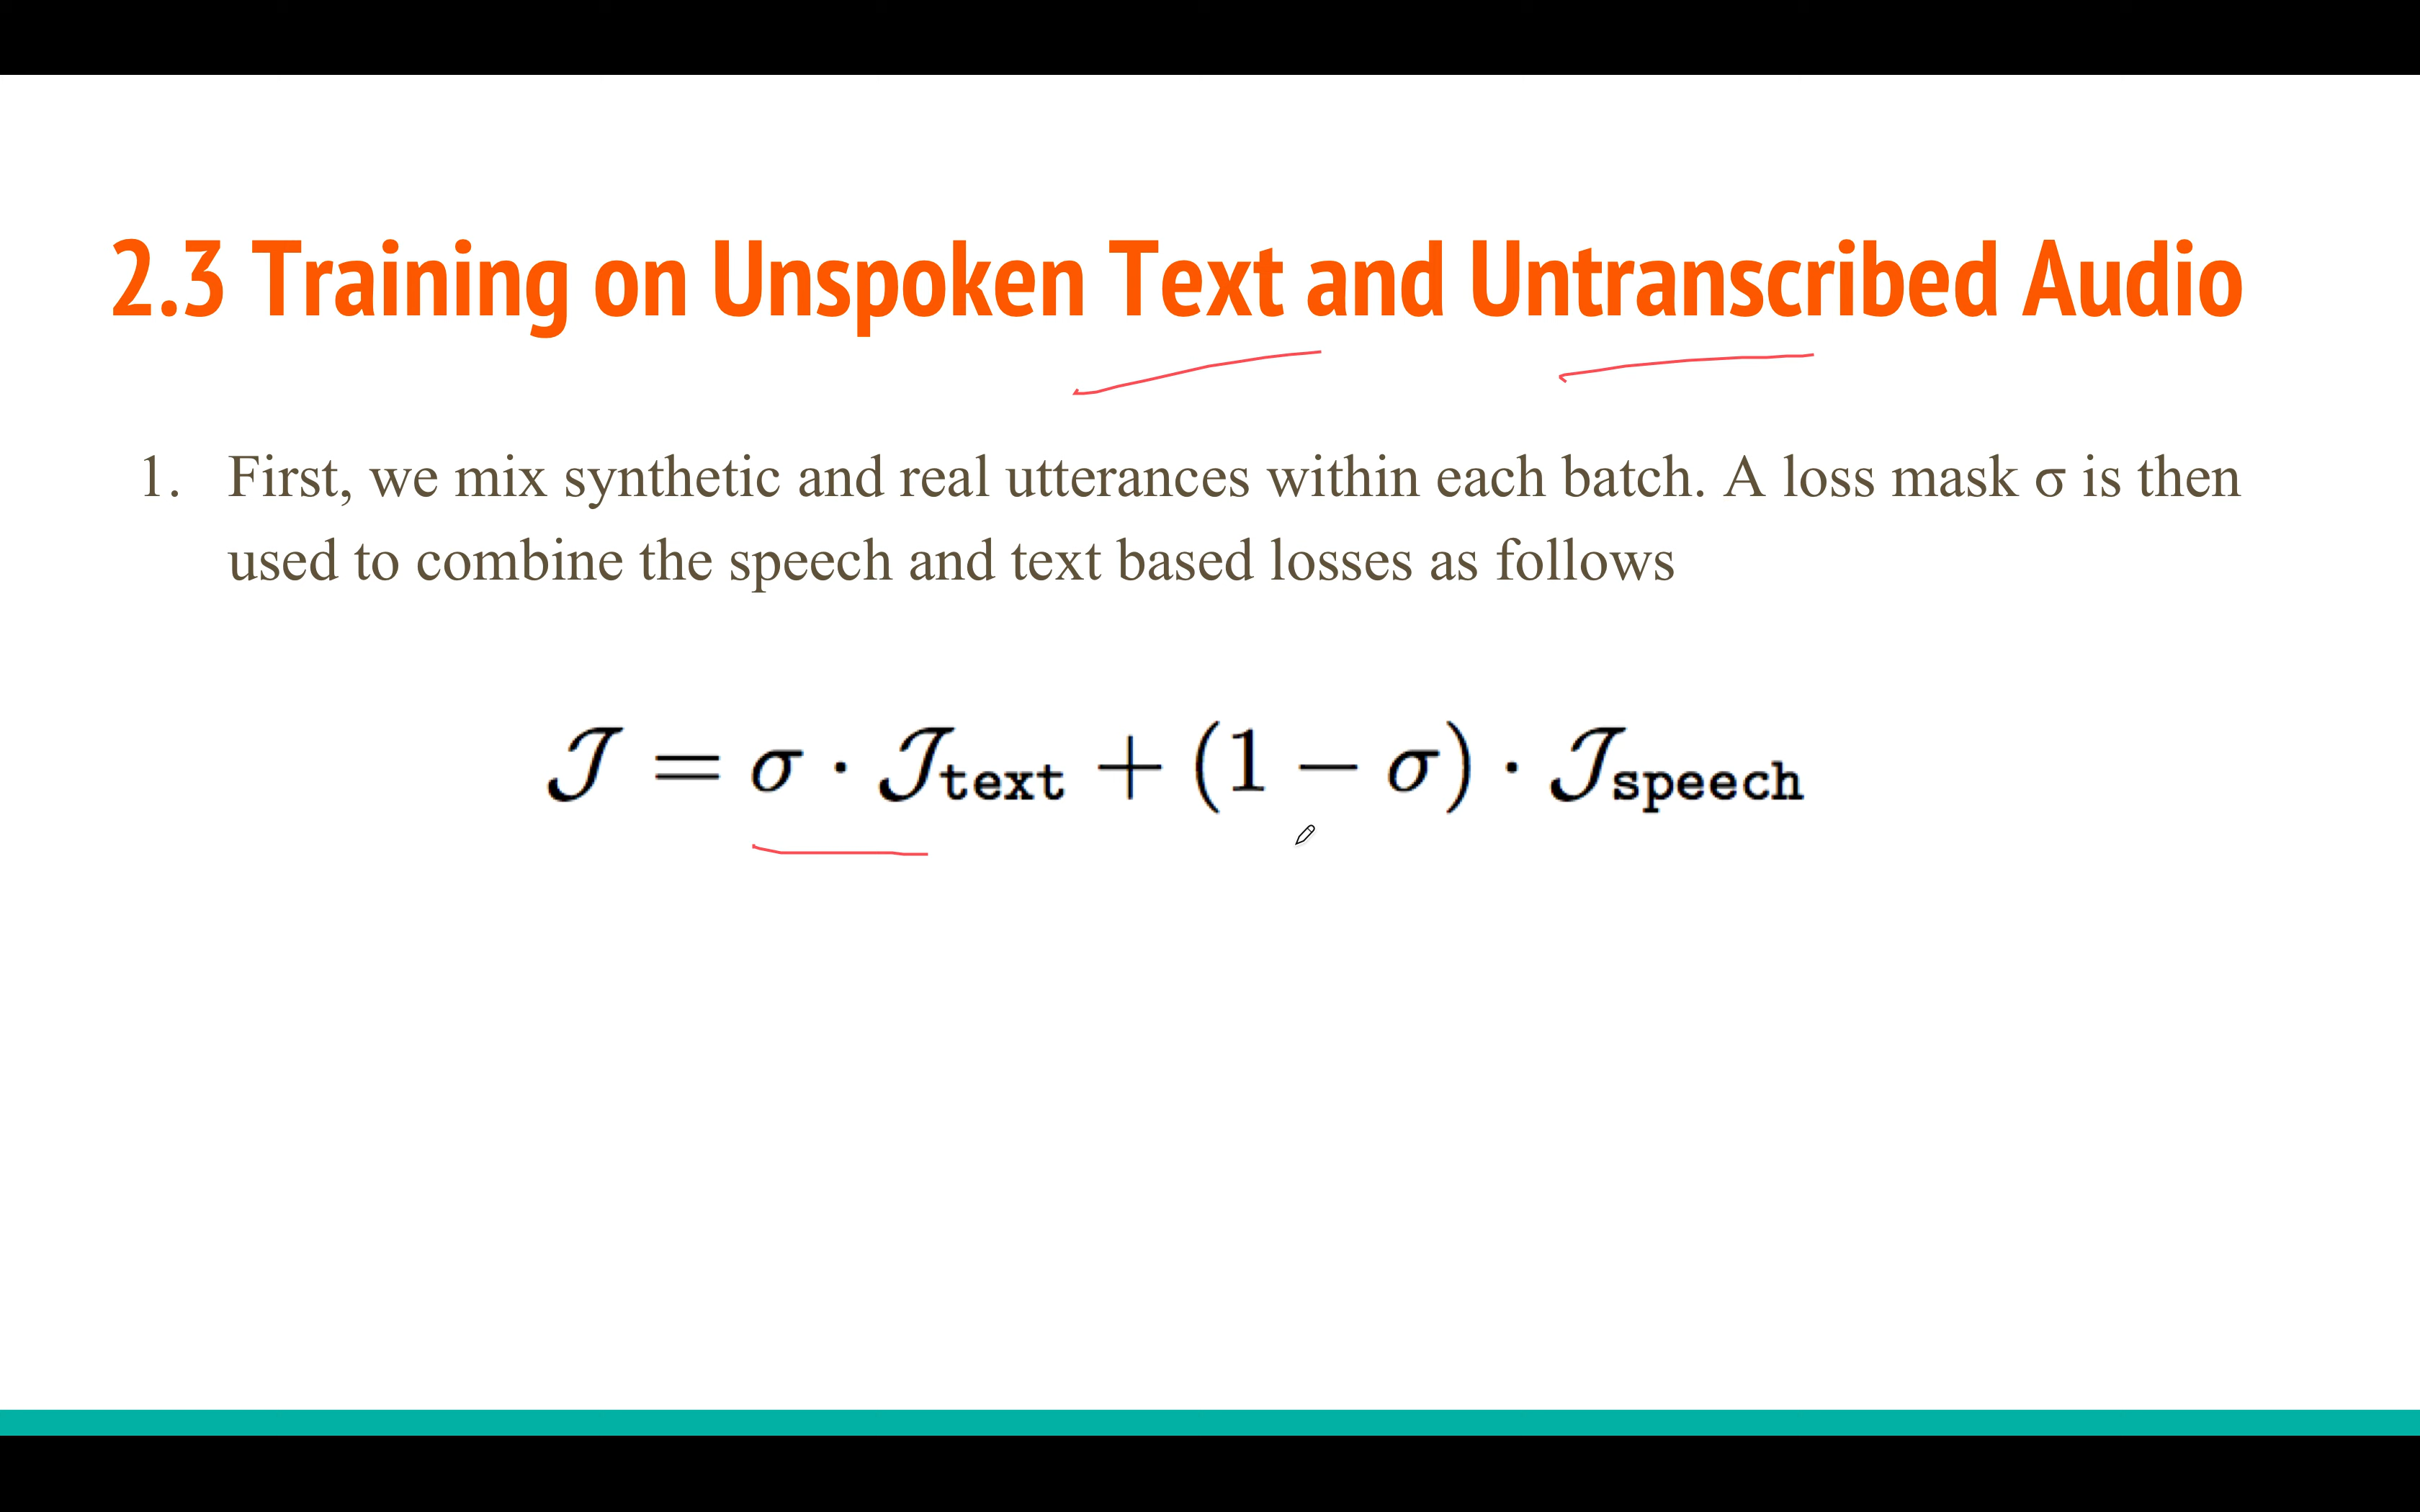 2.3 Training on Unspoken Text and Untranscribed Audio
1. First, we mix synthetic and real utterances within each batch. A loss mask σ is then
used to combine the speech and text based losses as follows
𝒥 = σ · 𝒥text + (1 − σ) · 𝒥speech